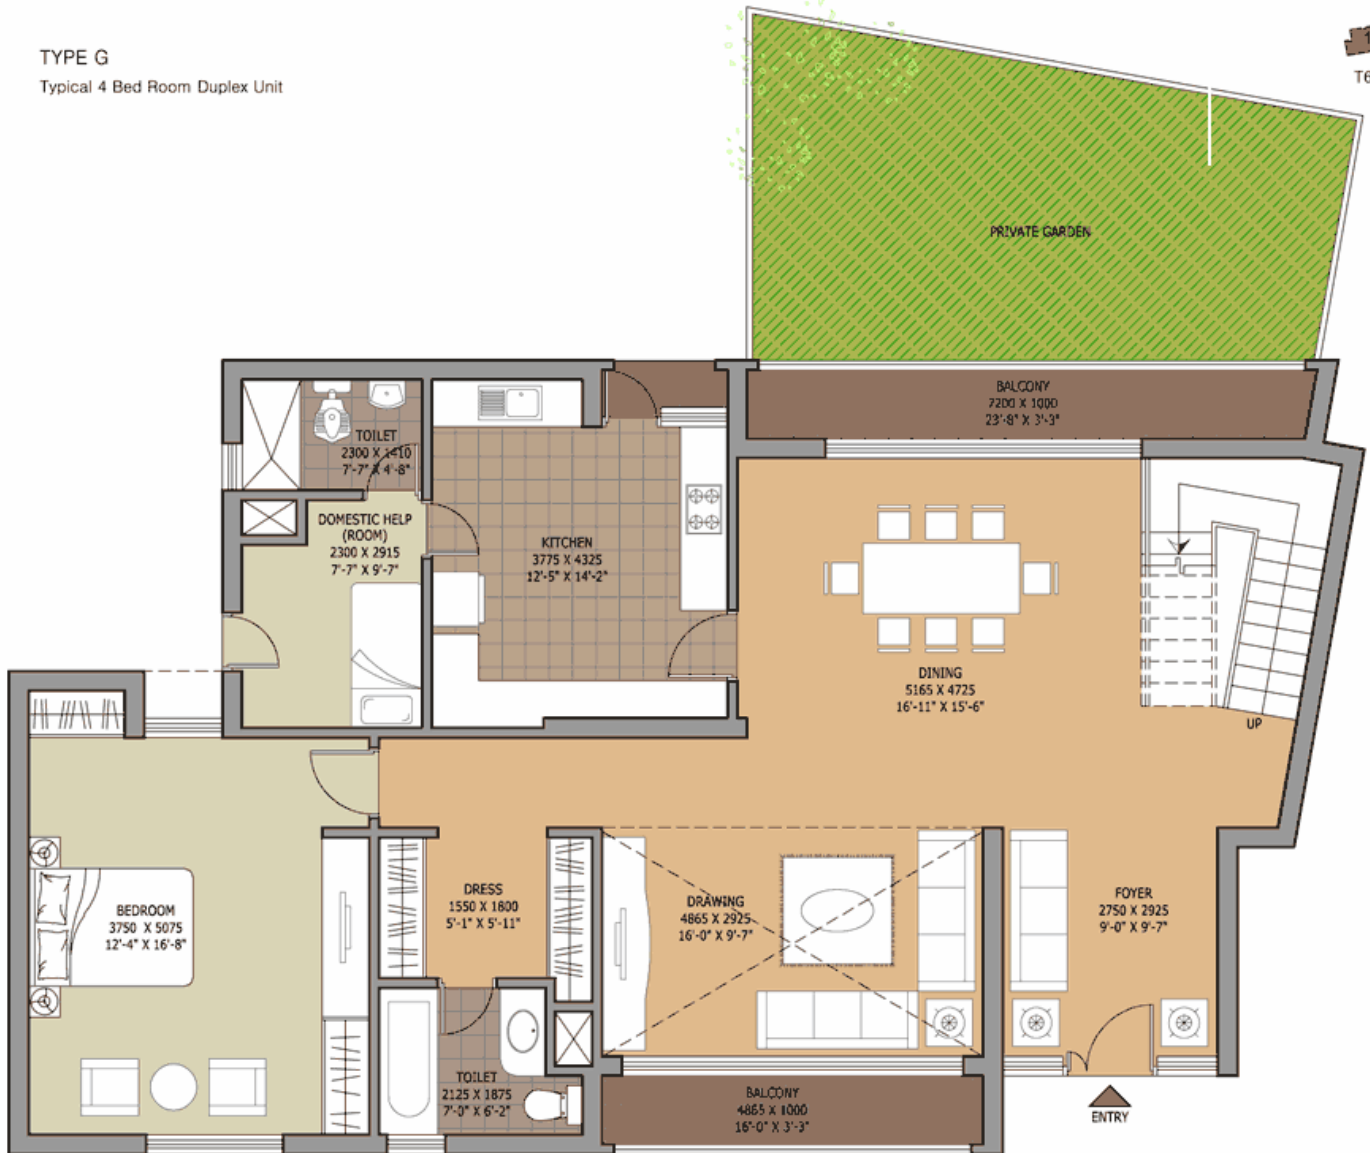 TYPE G
Typical 4 Bed Room Duplex Unit
T6
PRIVATE GARDEN
BALCONY
7200 X 1000
23'-8" X 3'-3"
TOILET
2300 X 1410
7'-7" X 4'-8"
DOMESTIC HELP
(ROOM)
2300 X 2915
7'-7" X 9'-7"
KITCHEN
3775 X 4325
12'-5" X 14'-2"
DINING
5165 X 4725
16'-11" X 15'-6"
UP
BEDROOM
3750 X 5075
12'-4" X 16'-8"
DRESS
1550 X 1800
5'-1" X 5'-11"
DRAWING
4865 X 2925
16'-0" X 9'-7"
FOYER
2750 X 2925
9'-0" X 9'-7"
TOILET
2125 X 1875
7'-0" X 6'-2"
BALCONY
4865 X 1000
16'-0" X 3'-3"
ENTRY